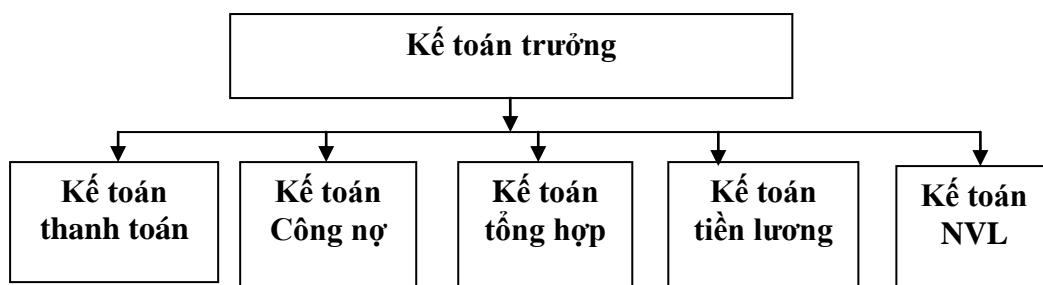 Kế toán trưởng
Kế toán
thanh toán
Kế toán
Công nợ
Kế toán
tổng hợp
Kế toán
tiền lương
Kế toán
NVL